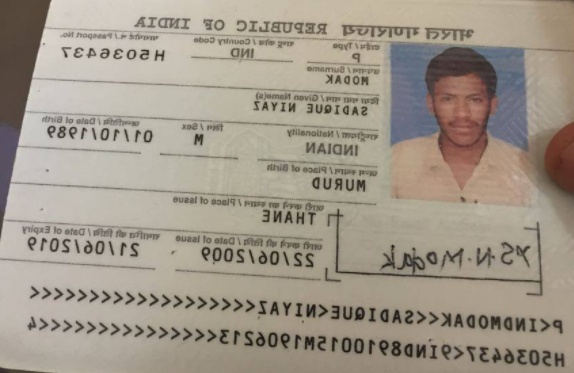 भारत गणराज्य REPUBLIC OF INDIA
टाईप / Type राष्ट्र कोड / Country Code पासपोर्ट नं. / Passport No.
P IND H5036437
उपनाम / Surname
MODAK
दिया गया नाम / Given Name(s)
SADIQUE NIYAZ
राष्ट्रीयता / Nationality लिंग / Sex जन्मतिथि / Date of Birth
INDIAN M 01/10/1989
जन्म स्थान / Place of Birth
MURUD
जारी करने का स्थान / Place of Issue
THANE
जारी करने की तिथि / Date of Issue समाप्ति की तिथि / Date of Expiry
22/06/2009 21/06/2019
S.N.Modak
P<INDMODAK<<SADIQUE<NIYAZ<<<<<<<<<<<<<<<<<<<
H5036437<9IND8910015M1906213<<<<<<<<<<<<<<<4